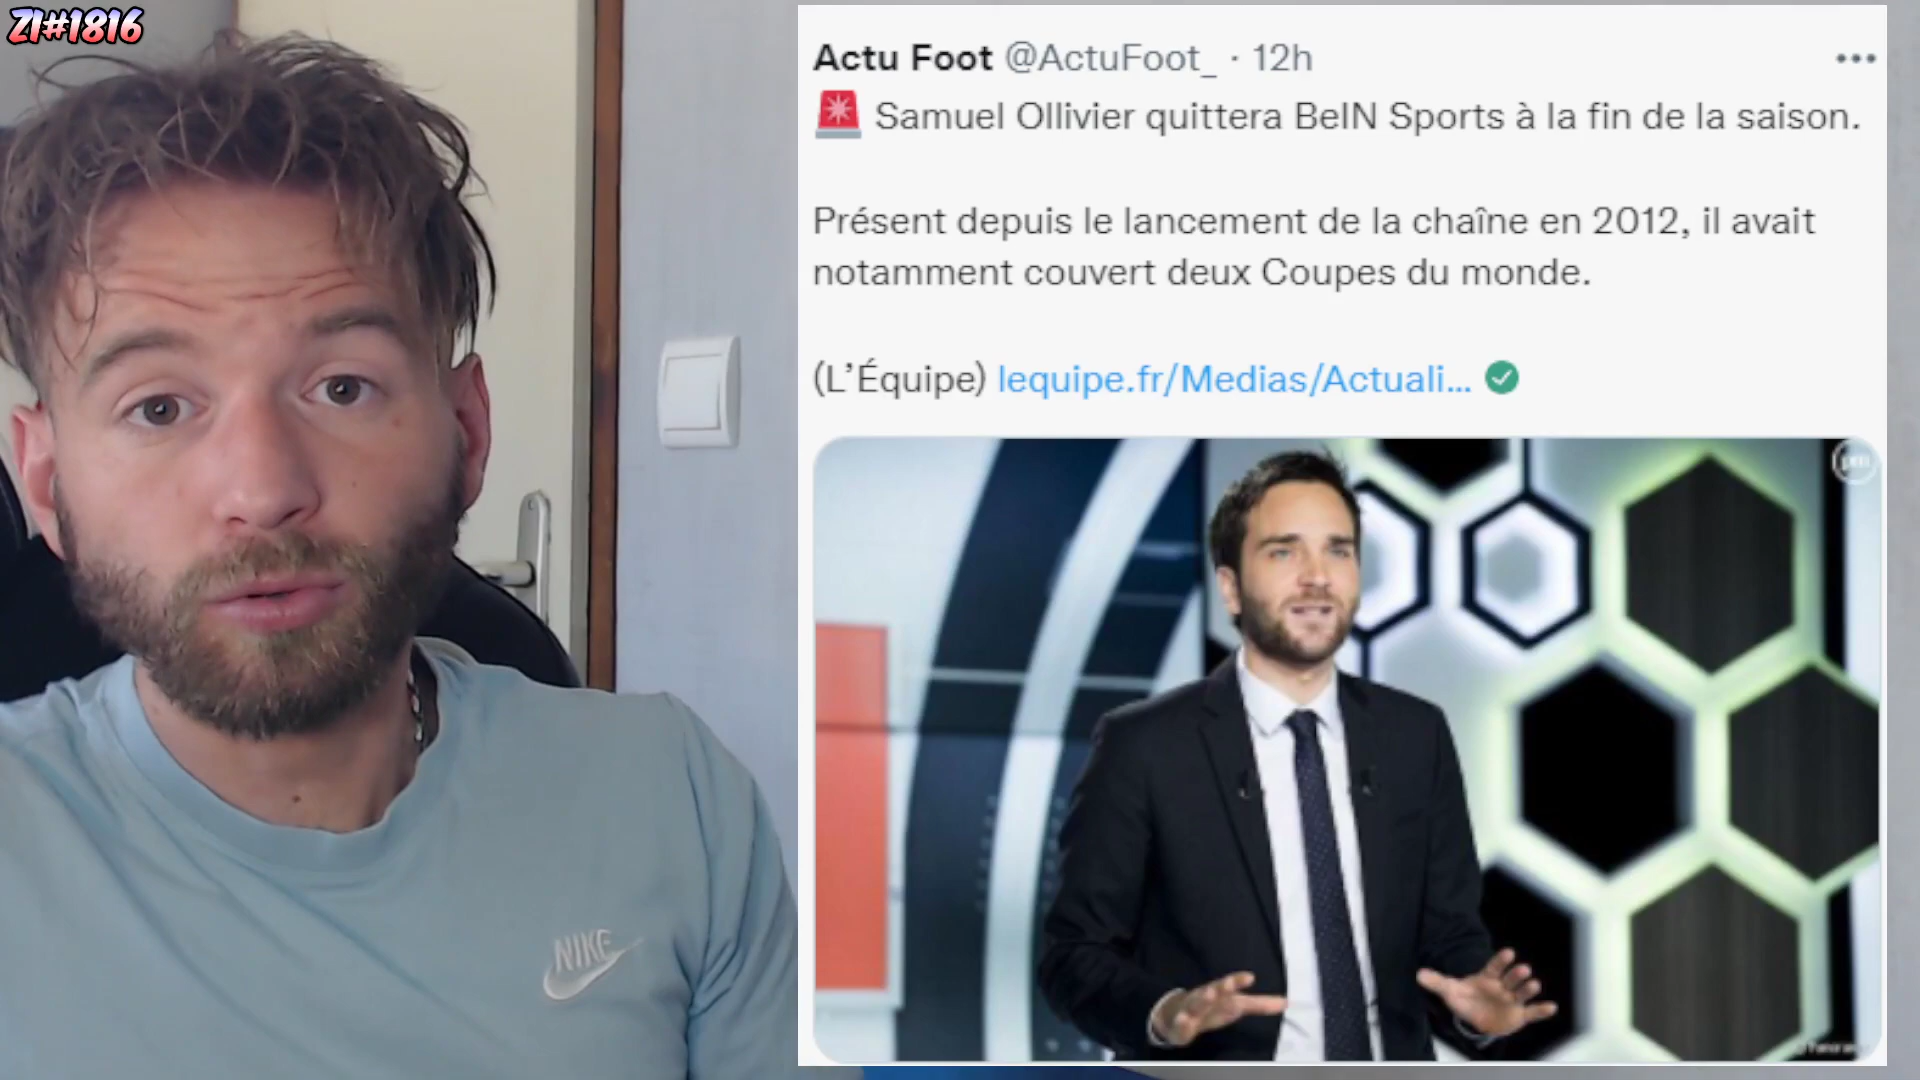 ZI#1816
Actu Foot @ActuFoot_ · 12h
🚨 Samuel Ollivier quittera BeIN Sports à la fin de la saison.
Présent depuis le lancement de la chaîne en 2012, il avait
notamment couvert deux Coupes du monde.
(L’Équipe) lequipe.fr/Medias/Actuali... ✅
NIKE
pm